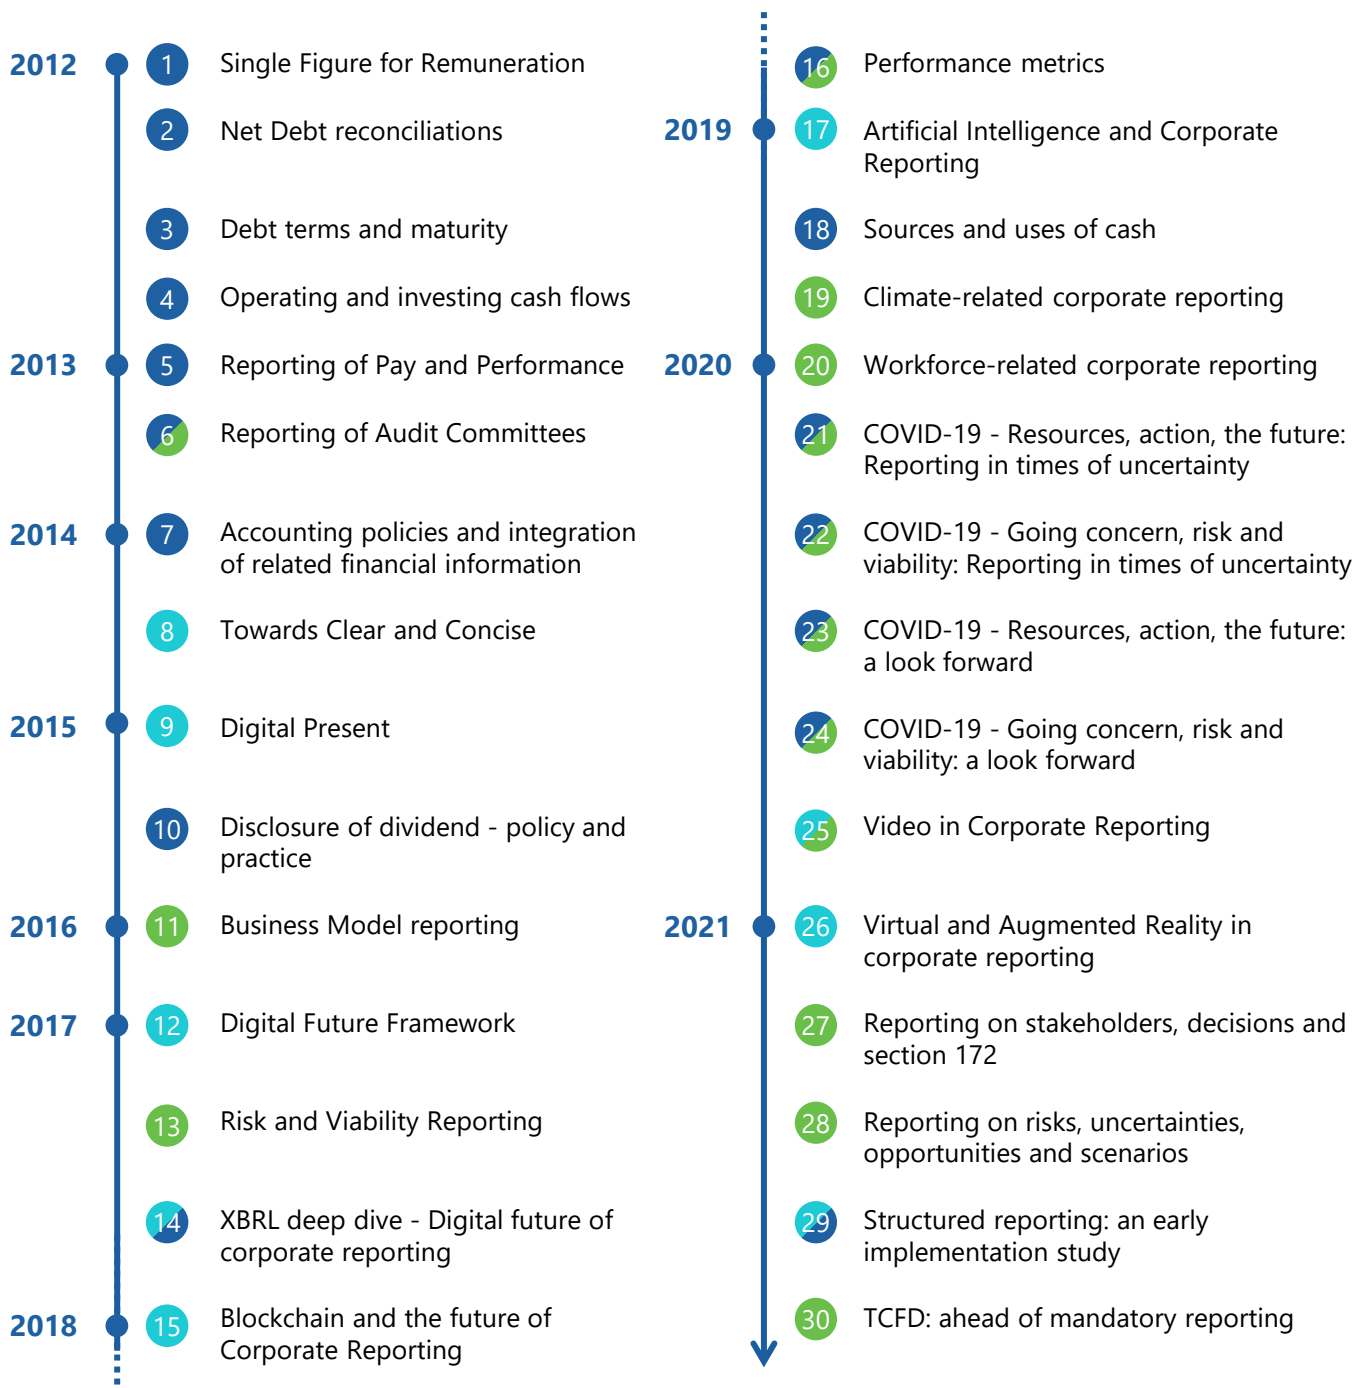 2012
1
Single Figure for Remuneration
2
Net Debt reconciliations
3
Debt terms and maturity
4
Operating and investing cash flows
2013
5
Reporting of Pay and Performance
6
Reporting of Audit Committees
2014
7
Accounting policies and integration
of related financial information
8
Towards Clear and Concise
2015
9
Digital Present
10
Disclosure of dividend - policy and
practice
2016
11
Business Model reporting
2017
12
Digital Future Framework
13
Risk and Viability Reporting
14
XBRL deep dive - Digital future of
corporate reporting
2018
15
Blockchain and the future of
Corporate Reporting
16
Performance metrics
2019
17
Artificial Intelligence and Corporate
Reporting
18
Sources and uses of cash
19
Climate-related corporate reporting
2020
20
Workforce-related corporate reporting
21
COVID-19 - Resources, action, the future:
Reporting in times of uncertainty
22
COVID-19 - Going concern, risk and
viability: Reporting in times of uncertainty
23
COVID-19 - Resources, action, the future:
a look forward
24
COVID-19 - Going concern, risk and
viability: a look forward
25
Video in Corporate Reporting
2021
26
Virtual and Augmented Reality in
corporate reporting
27
Reporting on stakeholders, decisions and
section 172
28
Reporting on risks, uncertainties,
opportunities and scenarios
29
Structured reporting: an early
implementation study
30
TCFD: ahead of mandatory reporting